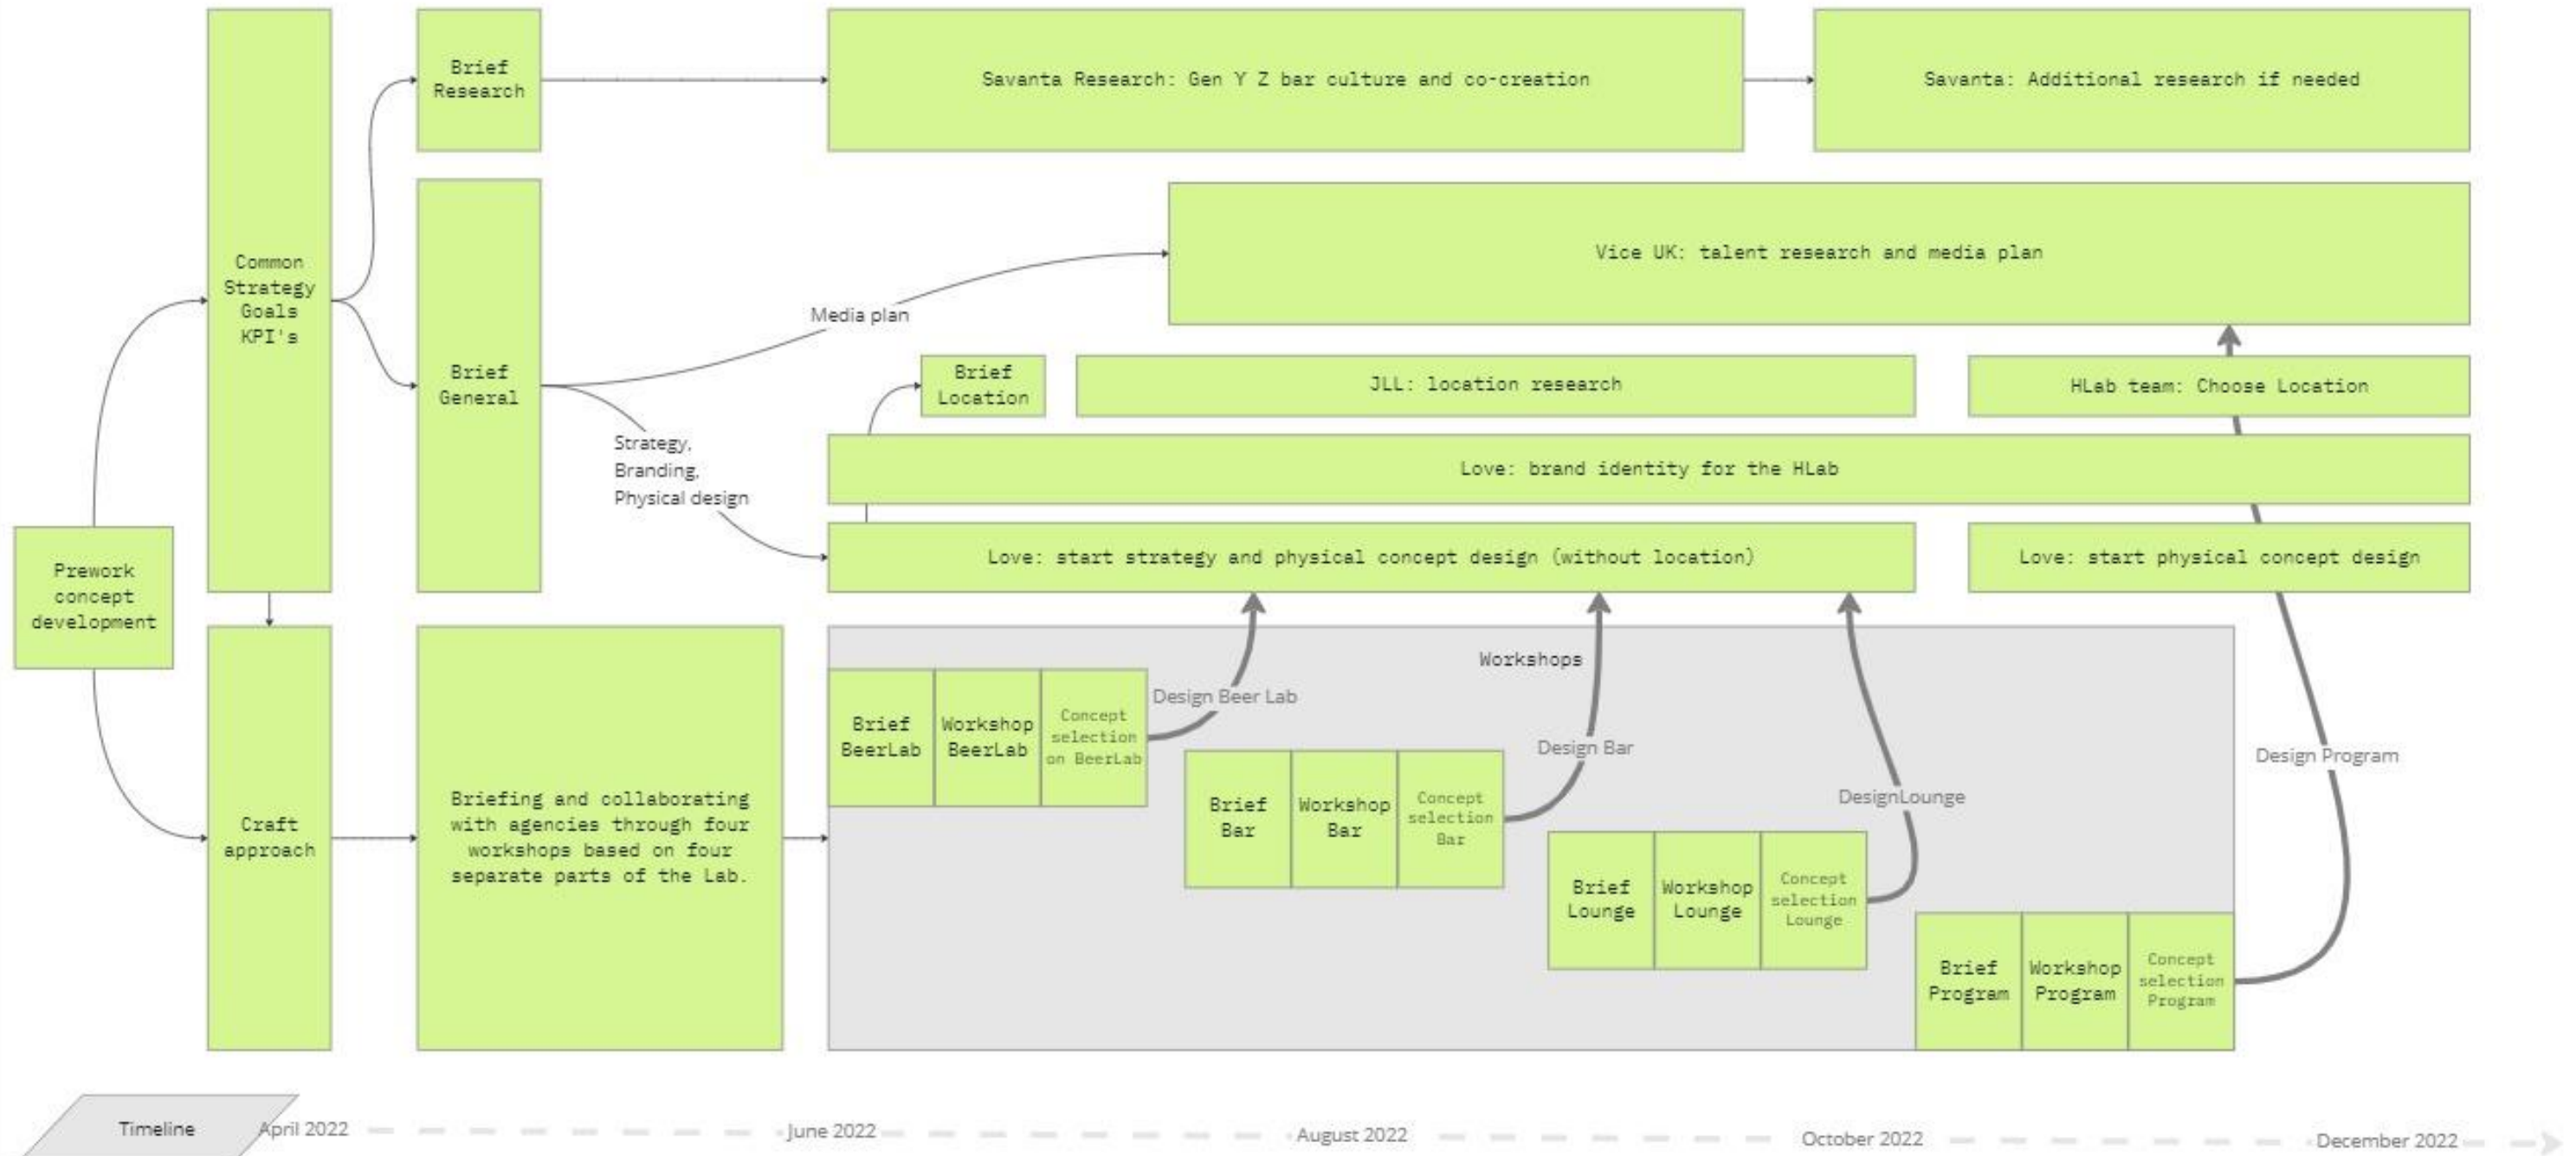 Brief
Research
Savanta Research: Gen Y Z bar culture and co-creation
Savanta: Additional research if needed
Common
Strategy
Goals
KPI's
Brief
General
Vice UK: talent research and media plan
Media plan
Brief
Location
JLL: location research
HLab team: Choose Location
Strategy,
Branding,
Physical design
Love: brand identity for the HLab
Love: start strategy and physical concept design (without location)
Love: start physical concept design
Prework
concept
development
Craft
approach
Briefing and collaborating
with agencies through four
workshops based on four
separate parts of the Lab.
Workshops
Brief
BeerLab
Workshop
BeerLab
Concept
selection
on BeerLab
Design Beer Lab
Brief
Bar
Workshop
Bar
Concept
selection
Bar
Design Bar
Brief
Lounge
Workshop
Lounge
Concept
selection
Lounge
DesignLounge
Brief
Program
Workshop
Program
Concept
selection
Program
Design Program
Timeline
April 2022
June 2022
August 2022
October 2022
December 2022